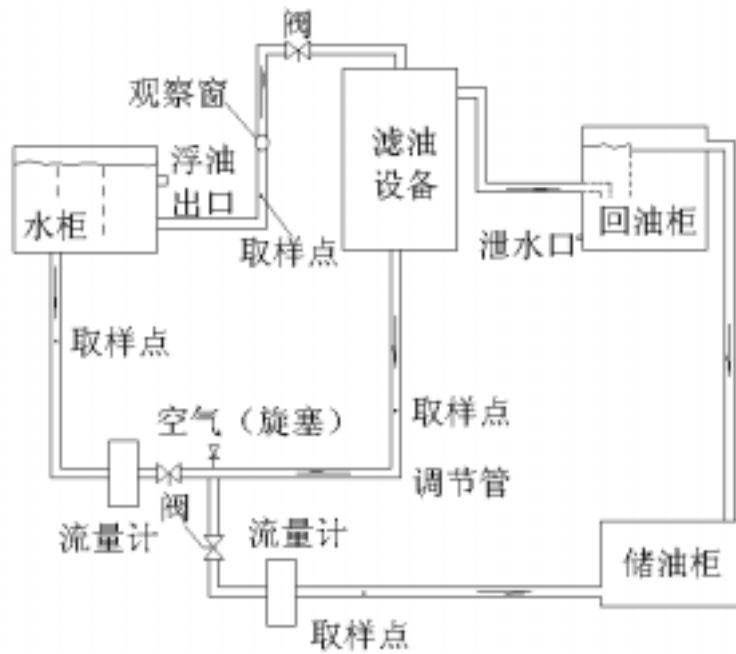 阀
观察窗
滤油
设备
浮油
出口
水柜
取样点
回油柜
泄水口
取样点
空气（旋塞）
取样点
调节管
阀
流量计
流量计
储油柜
取样点